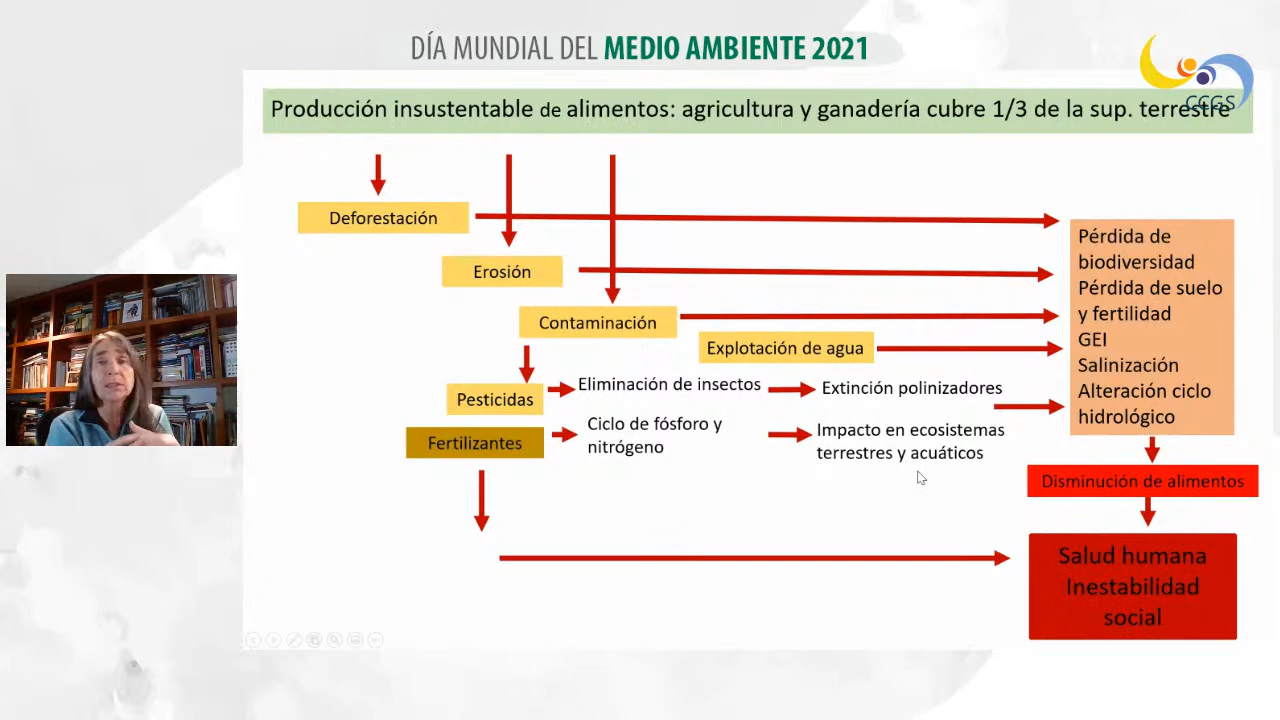 DÍA MUNDIAL DEL MEDIO AMBIENTE 2021
CCGS
Producción insustentable de alimentos: agricultura y ganadería cubre 1/3 de la sup. terrestre
Deforestación
Erosión
Contaminación
Explotación de agua
Pesticidas
Eliminación de insectos
Extinción polinizadores
Fertilizantes
Ciclo de fósforo y
nitrógeno
Impacto en ecosistemas
terrestres y acuáticos
Pérdida de
biodiversidad
Pérdida de suelo
y fertilidad
GEI
Salinización
Alteración ciclo
hidrológico
Disminución de alimentos
Salud humana
Inestabilidad
social